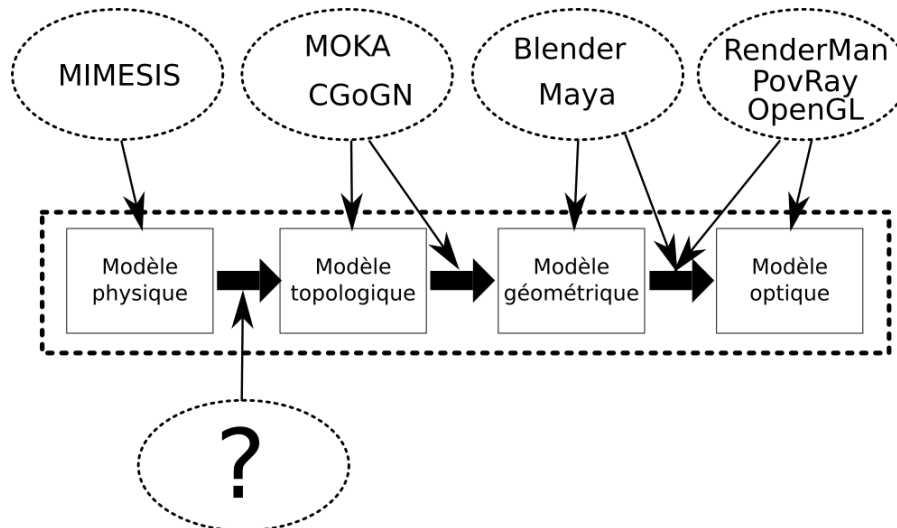 MIMESIS
MOKA
CGoGN
Blender
Maya
RenderMan
PovRay
OpenGL
Modèle
physique
Modèle
topologique
Modèle
géométrique
Modèle
optique
?